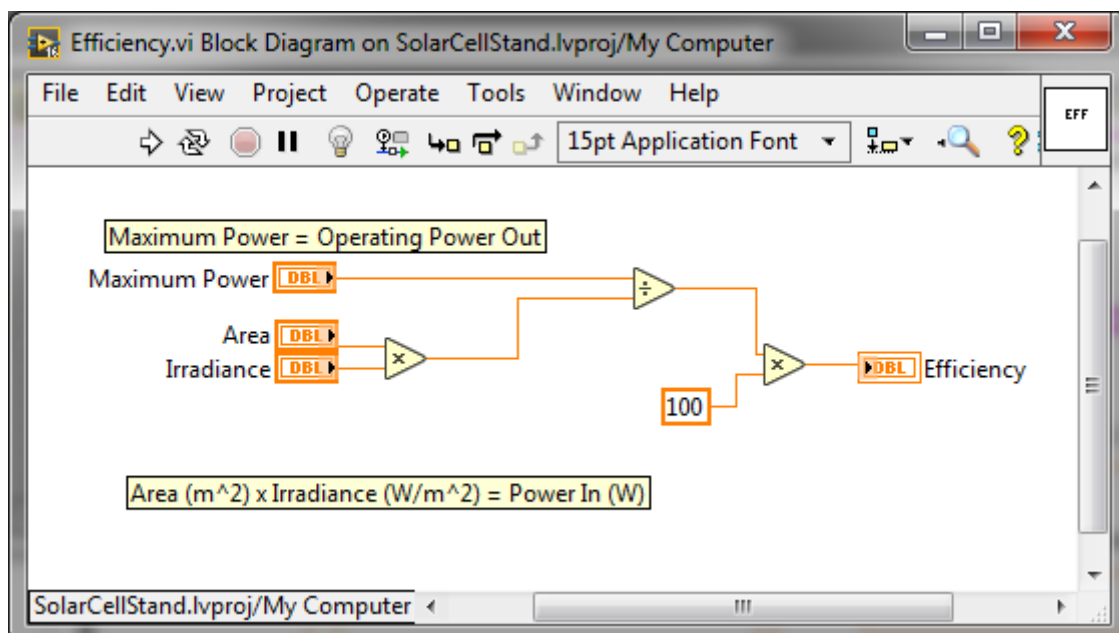 Efficiency.vi Block Diagram on SolarCellStand.lvproj/My Computer
File Edit View Project Operate Tools Window Help
EFF
15pt Application Font
Maximum Power = Operating Power Out
Maximum Power DBL
÷
Area DBL
Irradiance DBL
×
×
DBL Efficiency
100
Area (m^2) x Irradiance (W/m^2) = Power In (W)
SolarCellStand.lvproj/My Computer